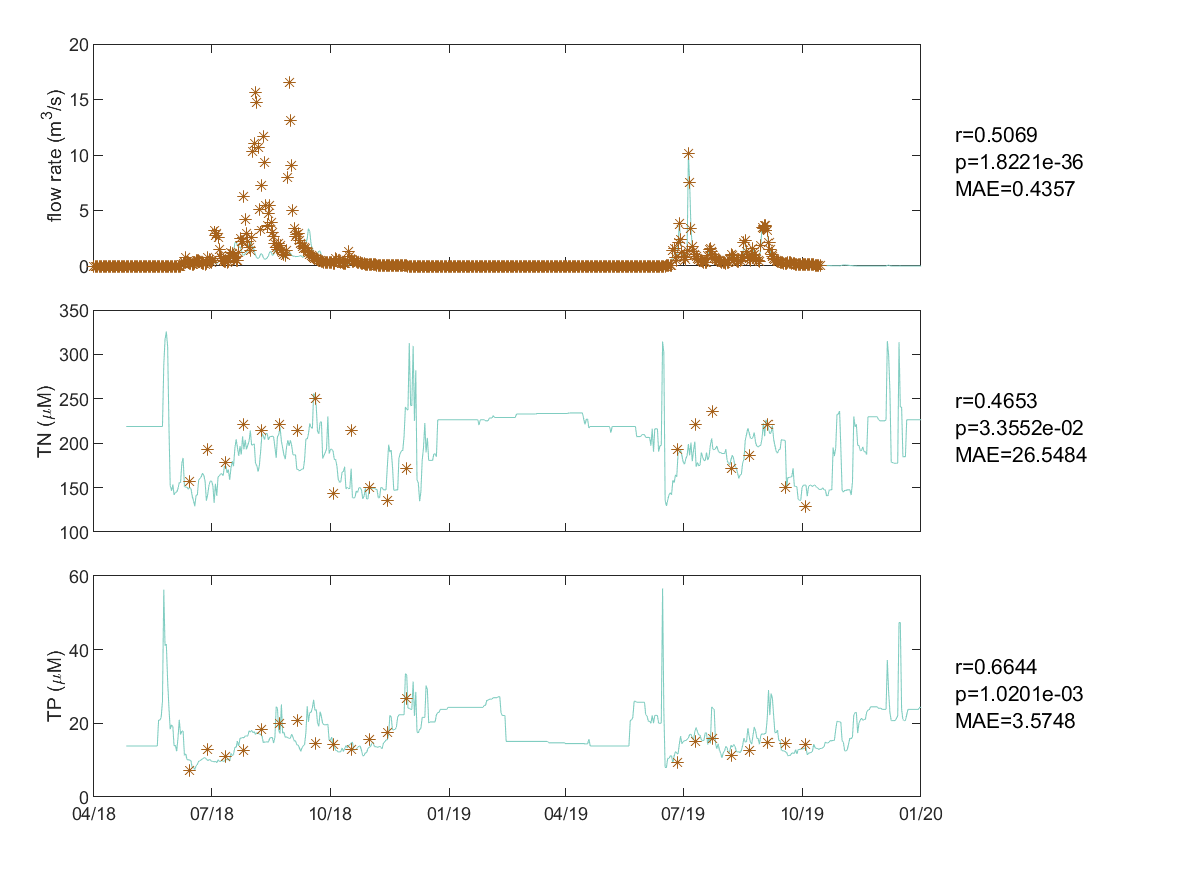 20
15
10
5
0
flow rate (m³/s)
r=0.5069
p=1.8221e-36
MAE=0.4357
350
300
250
200
150
100
TN (μM)
r=0.4653
p=3.3552e-02
MAE=26.5484
60
40
20
0
TP (μM)
r=0.6644
p=1.0201e-03
MAE=3.5748
04/18 07/18 10/18 01/19 04/19 07/19 10/19 01/20